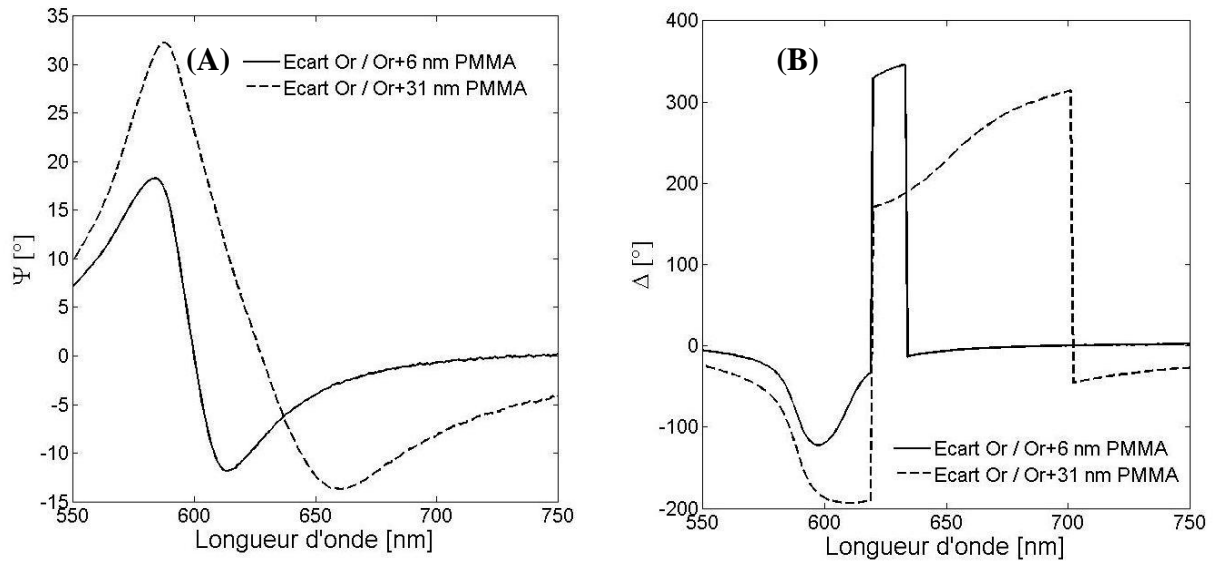 (A)
Ecart Or / Or+6 nm PMMA
Ecart Or / Or+31 nm PMMA
Ψ [°]
35
30
25
20
15
10
5
0
-5
-10
-15
550
600
650
700
750
Longueur d'onde [nm]
(B)
Δ [°]
400
300
200
100
0
-100
-200
Ecart Or / Or+6 nm PMMA
Ecart Or / Or+31 nm PMMA
550
600
650
700
750
Longueur d'onde [nm]